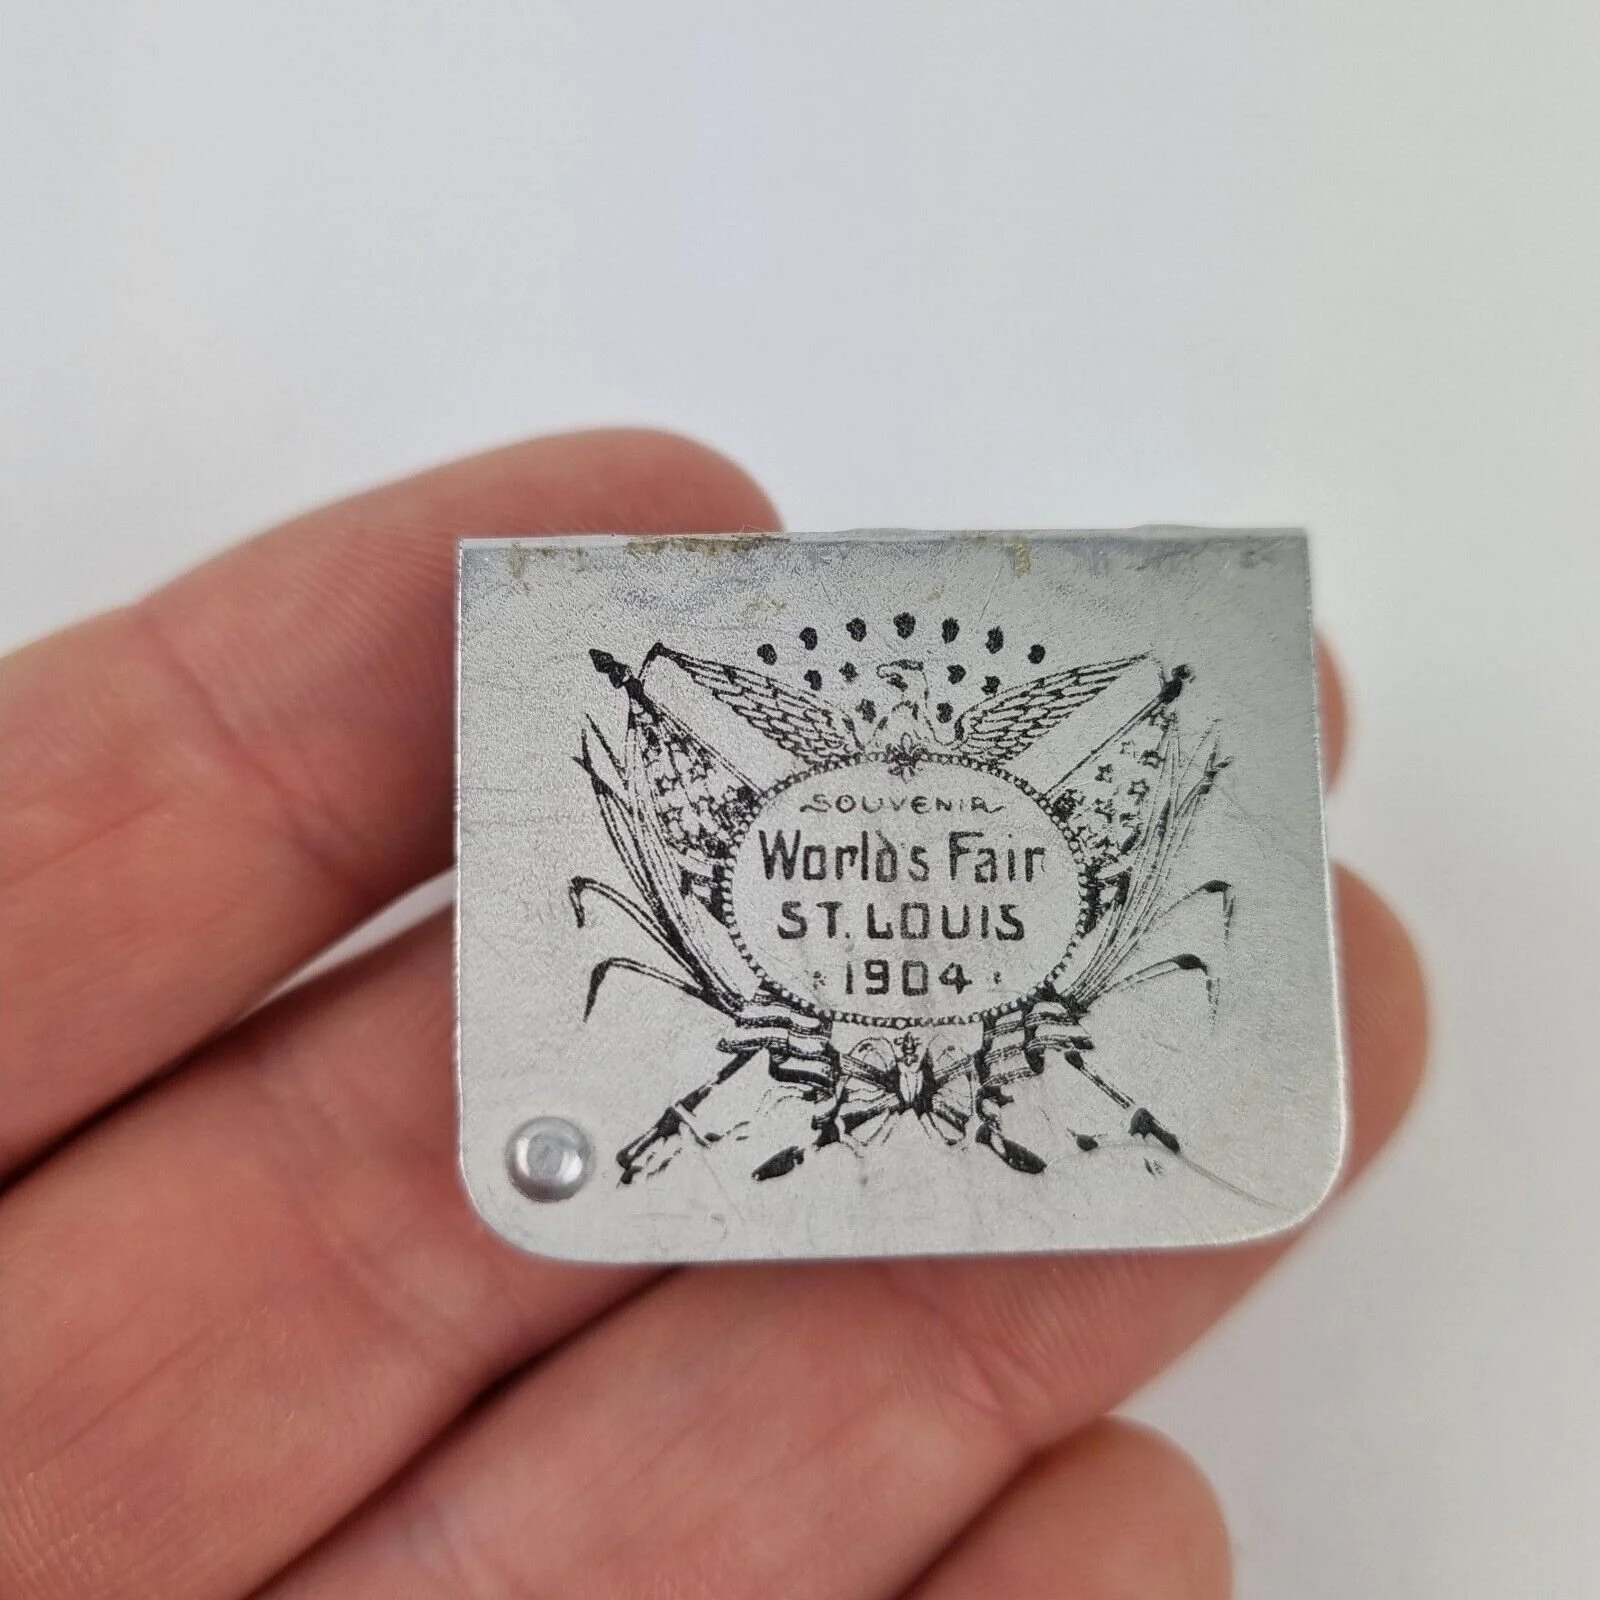 SOUVENIR
World's Fair
ST. LOUIS
1904